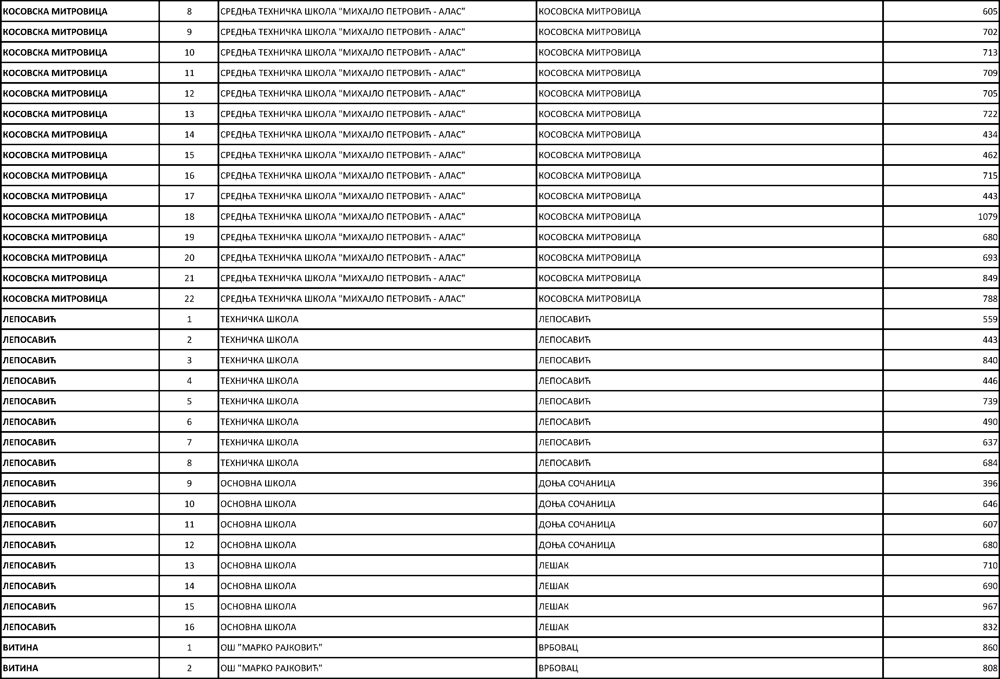 КОСОВСКА МИТРОВИЦА 8 СРЕДЊА ТЕХНИЧКА ШКОЛА "МИХАЈЛО ПЕТРОВИЋ - АЛАС" КОСОВСКА МИТРОВИЦА 605
КОСОВСКА МИТРОВИЦА 9 СРЕДЊА ТЕХНИЧКА ШКОЛА "МИХАЈЛО ПЕТРОВИЋ - АЛАС" КОСОВСКА МИТРОВИЦА 702
КОСОВСКА МИТРОВИЦА 10 СРЕДЊА ТЕХНИЧКА ШКОЛА "МИХАЈЛО ПЕТРОВИЋ - АЛАС" КОСОВСКА МИТРОВИЦА 713
КОСОВСКА МИТРОВИЦА 11 СРЕДЊА ТЕХНИЧКА ШКОЛА "МИХАЈЛО ПЕТРОВИЋ - АЛАС" КОСОВСКА МИТРОВИЦА 709
КОСОВСКА МИТРОВИЦА 12 СРЕДЊА ТЕХНИЧКА ШКОЛА "МИХАЈЛО ПЕТРОВИЋ - АЛАС" КОСОВСКА МИТРОВИЦА 705
КОСОВСКА МИТРОВИЦА 13 СРЕДЊА ТЕХНИЧКА ШКОЛА "МИХАЈЛО ПЕТРОВИЋ - АЛАС" КОСОВСКА МИТРОВИЦА 722
КОСОВСКА МИТРОВИЦА 14 СРЕДЊА ТЕХНИЧКА ШКОЛА "МИХАЈЛО ПЕТРОВИЋ - АЛАС" КОСОВСКА МИТРОВИЦА 434
КОСОВСКА МИТРОВИЦА 15 СРЕДЊА ТЕХНИЧКА ШКОЛА "МИХАЈЛО ПЕТРОВИЋ - АЛАС" КОСОВСКА МИТРОВИЦА 462
КОСОВСКА МИТРОВИЦА 16 СРЕДЊА ТЕХНИЧКА ШКОЛА "МИХАЈЛО ПЕТРОВИЋ - АЛАС" КОСОВСКА МИТРОВИЦА 715
КОСОВСКА МИТРОВИЦА 17 СРЕДЊА ТЕХНИЧКА ШКОЛА "МИХАЈЛО ПЕТРОВИЋ - АЛАС" КОСОВСКА МИТРОВИЦА 443
КОСОВСКА МИТРОВИЦА 18 СРЕДЊА ТЕХНИЧКА ШКОЛА "МИХАЈЛО ПЕТРОВИЋ - АЛАС" КОСОВСКА МИТРОВИЦА 1079
КОСОВСКА МИТРОВИЦА 19 СРЕДЊА ТЕХНИЧКА ШКОЛА "МИХАЈЛО ПЕТРОВИЋ - АЛАС" КОСОВСКА МИТРОВИЦА 680
КОСОВСКА МИТРОВИЦА 20 СРЕДЊА ТЕХНИЧКА ШКОЛА "МИХАЈЛО ПЕТРОВИЋ - АЛАС" КОСОВСКА МИТРОВИЦА 693
КОСОВСКА МИТРОВИЦА 21 СРЕДЊА ТЕХНИЧКА ШКОЛА "МИХАЈЛО ПЕТРОВИЋ - АЛАС" КОСОВСКА МИТРОВИЦА 849
КОСОВСКА МИТРОВИЦА 22 СРЕДЊА ТЕХНИЧКА ШКОЛА "МИХАЈЛО ПЕТРОВИЋ - АЛАС" КОСОВСКА МИТРОВИЦА 788
ЛЕПОСАВИЋ 1 ТЕХНИЧКА ШКОЛА ЛЕПОСАВИЋ 559
ЛЕПОСАВИЋ 2 ТЕХНИЧКА ШКОЛА ЛЕПОСАВИЋ 443
ЛЕПОСАВИЋ 3 ТЕХНИЧКА ШКОЛА ЛЕПОСАВИЋ 840
ЛЕПОСАВИЋ 4 ТЕХНИЧКА ШКОЛА ЛЕПОСАВИЋ 446
ЛЕПОСАВИЋ 5 ТЕХНИЧКА ШКОЛА ЛЕПОСАВИЋ 739
ЛЕПОСАВИЋ 6 ТЕХНИЧКА ШКОЛА ЛЕПОСАВИЋ 490
ЛЕПОСАВИЋ 7 ТЕХНИЧКА ШКОЛА ЛЕПОСАВИЋ 637
ЛЕПОСАВИЋ 8 ТЕХНИЧКА ШКОЛА ЛЕПОСАВИЋ 684
ЛЕПОСАВИЋ 9 ОСНОВНА ШКОЛА ДОЊА СОЧАНИЦА 396
ЛЕПОСАВИЋ 10 ОСНОВНА ШКОЛА ДОЊА СОЧАНИЦА 646
ЛЕПОСАВИЋ 11 ОСНОВНА ШКОЛА ДОЊА СОЧАНИЦА 607
ЛЕПОСАВИЋ 12 ОСНОВНА ШКОЛА ДОЊА СОЧАНИЦА 680
ЛЕПОСАВИЋ 13 ОСНОВНА ШКОЛА ЛЕШАК 710
ЛЕПОСАВИЋ 14 ОСНОВНА ШКОЛА ЛЕШАК 690
ЛЕПОСАВИЋ 15 ОСНОВНА ШКОЛА ЛЕШАК 967
ЛЕПОСАВИЋ 16 ОСНОВНА ШКОЛА ЛЕШАК 832
ВИТИНА 1 ОШ "МАРКО РАЈКОВИЋ" ВРБОВАЦ 860
ВИТИНА 2 ОШ "МАРКО РАЈКОВИЋ" ВРБОВАЦ 808